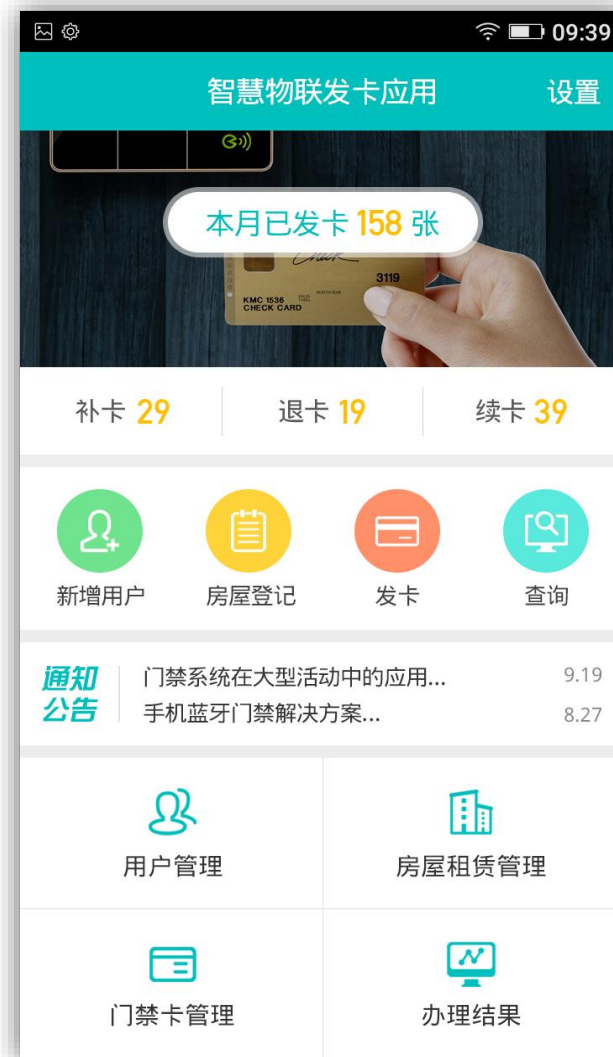 09:39
智慧物联发卡应用 设置
本月已发卡 158 张
Check
3119
KMC 1536
CHECK CARD
补卡 29 退卡 19 续卡 39
新增用户 房屋登记 发卡 查询
通知公告
门禁系统在大型活动中的应用... 9.19
手机蓝牙门禁解决方案... 8.27
用户管理 房屋租赁管理
门禁卡管理 办理结果